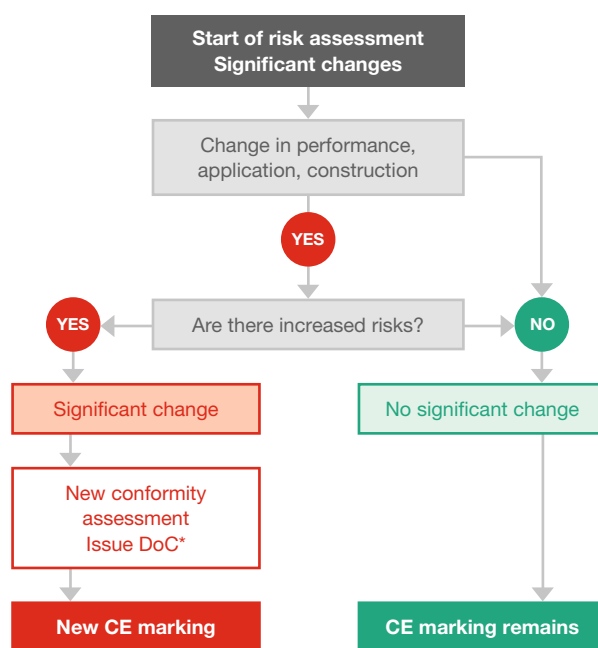 Start of risk assessment
Significant changes
Change in performance,
application, construction
YES
YES
Are there increased risks?
NO
Significant change
No significant change
New conformity
assessment
Issue DoC*
New CE marking
CE marking remains